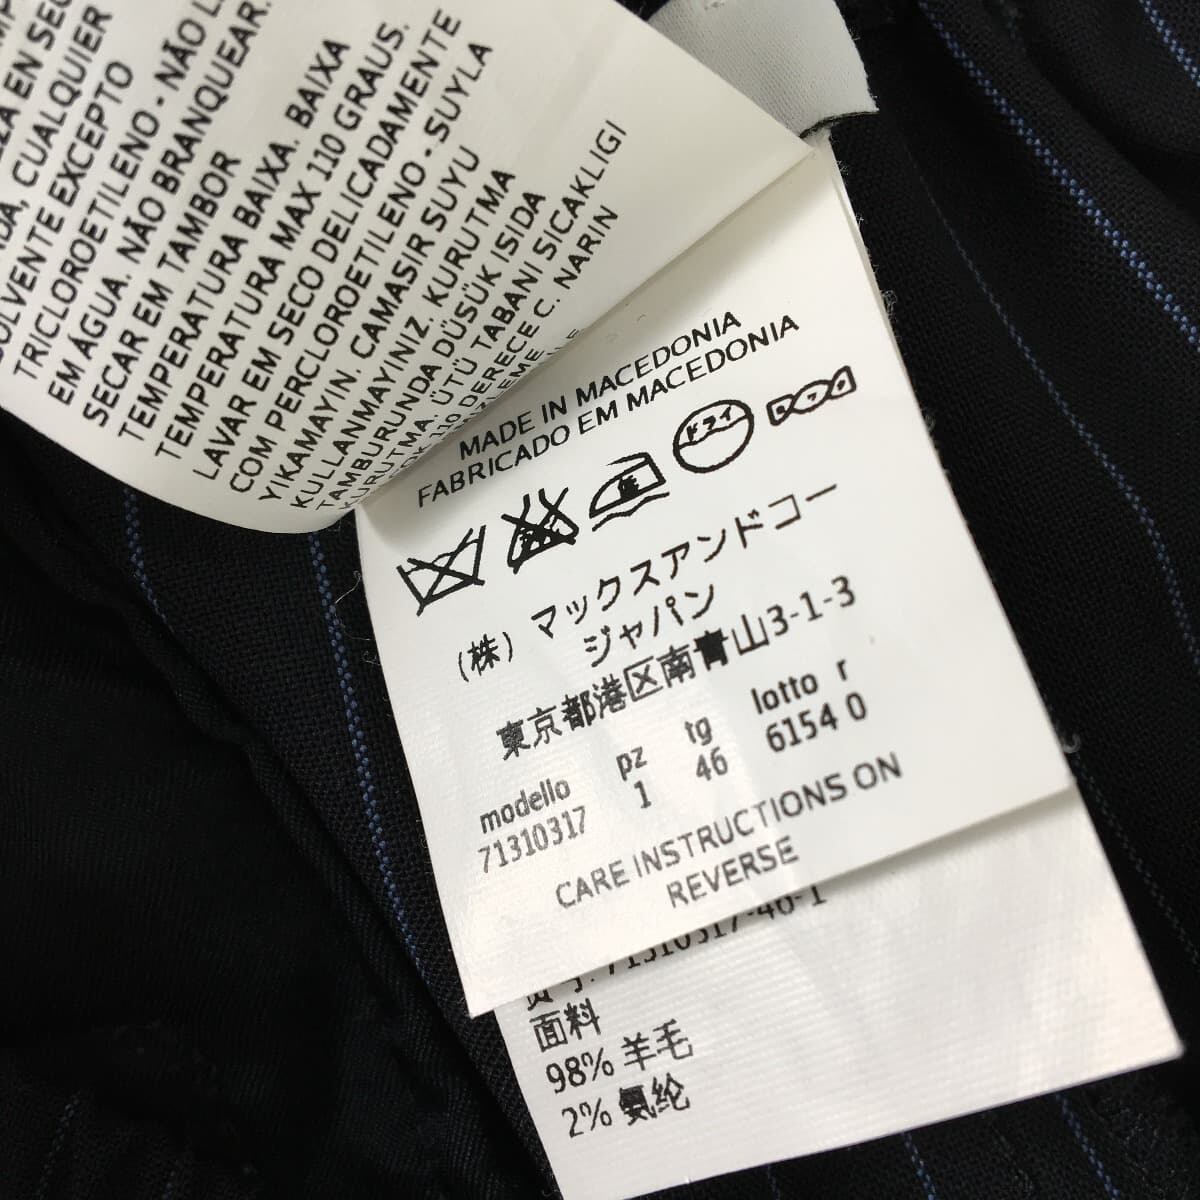 EN SEC
CUALQUIER
EXCEPTO
TRICLOROETILENO - NÃO L
EM ÁGUA. NÃO BRANQUEAR.
SECAR EM TAMBOR
TEMPERATURA BAIXA. BAIXA
TEMPERATURA MAX 110 GRAUS.
LAVAR EM SECO DELICADAMENTE
COM PERCLOROETILENO - SUYLA
YIKAMAYIN. CAMASIR SUYU
KULLANMAYINIZ. KURUTMA
TAMBURUNDA DÜSÜK ISIDA
KURUTMA. ÜTÜ TABANI SICAKLIGI
110 DERECE C. NARIN
MADE IN MACEDONIA
FABRICADO EM MACEDONIA
ドライ
(株) マックスアンドコー
ジャパン
東京都港区南青山3-1-3
modello pz tg lotto r
71310317 1 46 6154 0
CARE INSTRUCTIONS ON
REVERSE
71310317-46-1
面料
98% 羊毛
2% 氨纶